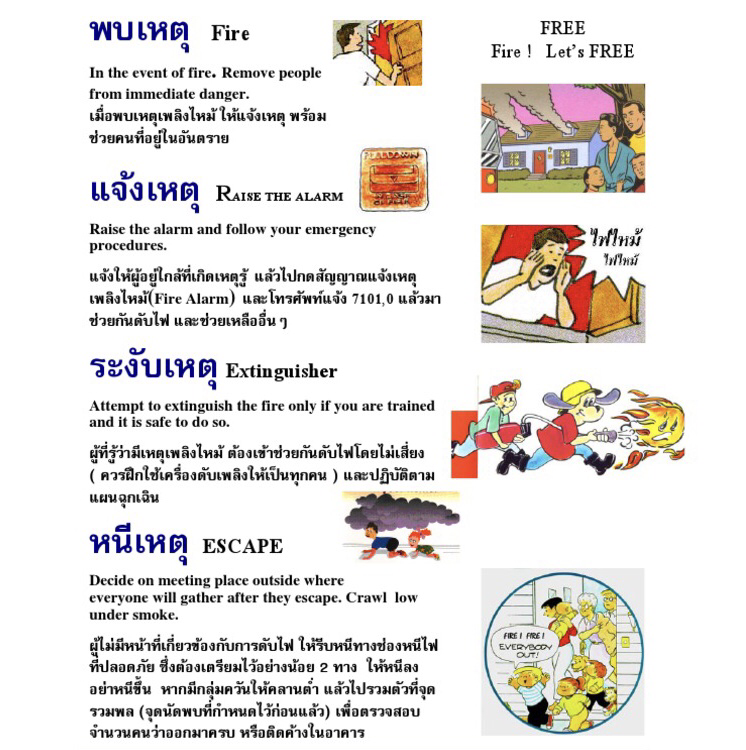 พบเหตุ Fire
In the event of fire. Remove people
from immediate danger.
เมื่อพบเหตุเพลิงไหม้ ให้แจ้งเหตุ พร้อม
ช่วยคนที่อยู่ในอันตราย
FREE
Fire ! Let's FREE
แจ้งเหตุ RAISE THE ALARM
Raise the alarm and follow your emergency
procedures.
แจ้งให้ผู้อยู่ใกล้ที่เกิดเหตุรู้ แล้วไปกดสัญญาณแจ้งเหตุ
เพลิงไหม้(Fire Alarm) และโทรศัพท์แจ้ง 7101,0 แล้วมา
ช่วยกันดับไฟ และช่วยเหลืออื่น ๆ
ไฟไหม้
ไฟไหม้
ระงับเหตุ Extinguisher
Attempt to extinguish the fire only if you are trained
and it is safe to do so.
ผู้ที่รู้ว่ามีเหตุเพลิงไหม้ ต้องเข้าช่วยกันดับไฟโดยไม่เสี่ยง
( ควรฝึกใช้เครื่องดับเพลิงให้เป็นทุกคน ) และปฏิบัติตาม
แผนฉุกเฉิน
หนีเหตุ ESCAPE
Decide on meeting place outside where
everyone will gather after they escape. Crawl low
under smoke.
ผู้ไม่มีหน้าที่เกี่ยวข้องกับการดับไฟ ให้รีบหนีทางช่องหนีไฟ
ที่ปลอดภัย ซึ่งต้องเตรียมไว้อย่างน้อย 2 ทาง ให้หนีลง
อย่าหนีขึ้น หากมีกลุ่มควันให้คลานต่ำ แล้วไปรวมตัวที่จุด
รวมพล (จุดนัดพบที่กำหนดไว้ก่อนแล้ว) เพื่อตรวจสอบ
จำนวนคนว่าออกมาครบ หรือติดค้างในอาคาร
FIRE! FIRE!
EVERYBODY
OUT!